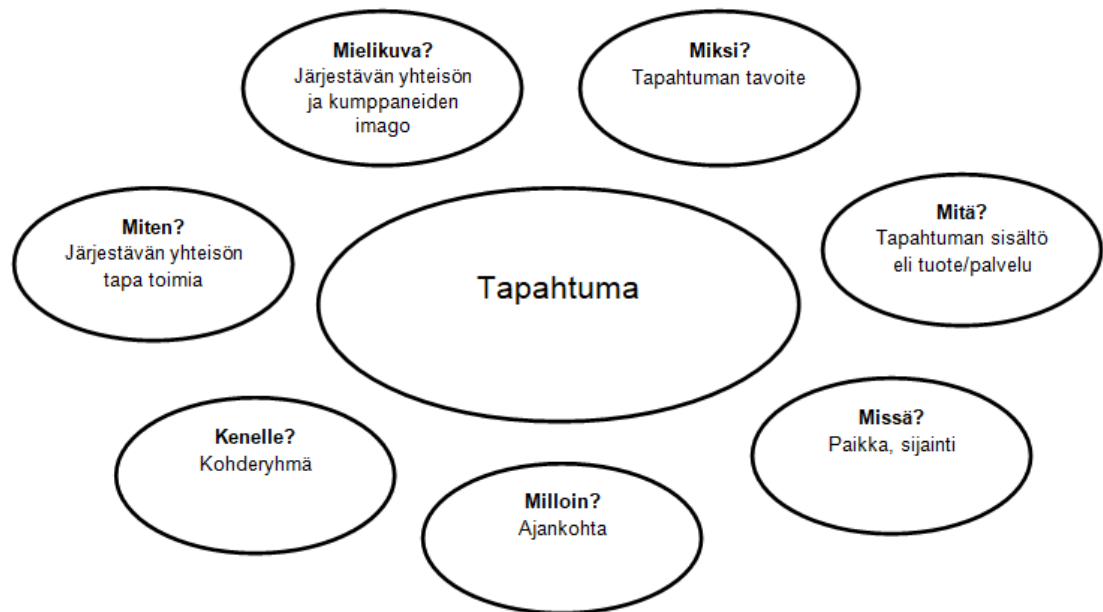 Mielikuva?
Järjestävän yhteisön
ja kumppaneiden
imago
Miksi?
Tapahtuman tavoite
Miten?
Järjestävän yhteisön
tapa toimia
Tapahtuma
Mitä?
Tapahtuman sisältö
eli tuote/palvelu
Kenelle?
Kohderyhmä
Milloin?
Ajankohta
Missä?
Paikka, sijainti